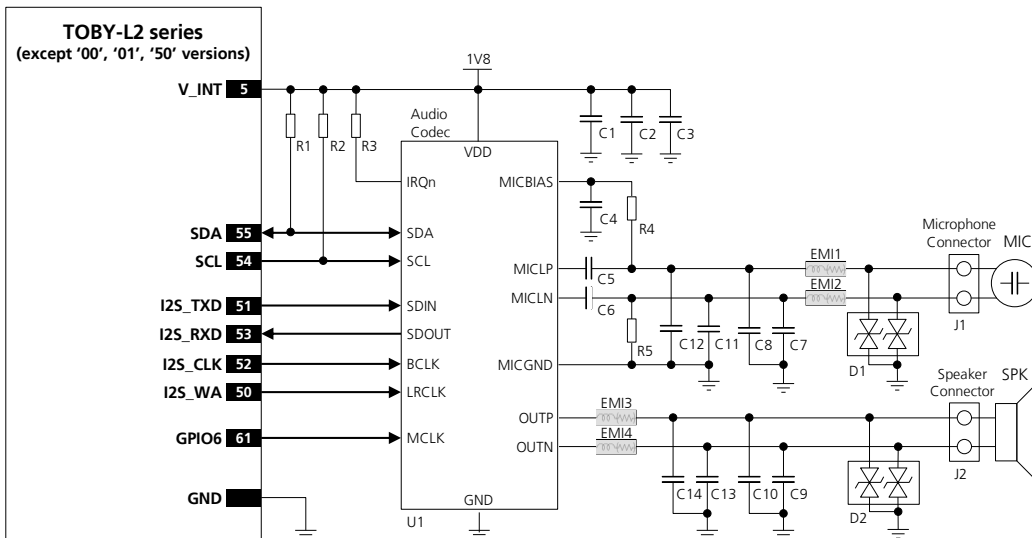 TOBY-L2 series
(except '00', '01', '50' versions)
V_INT 5
1V8
R1 R2 R3
C1 C2 C3
Audio
Codec
VDD
IRQn
MICBIAS
C4
R4
SDA 55
SDA
SCL 54
SCL
MICLP
C5
EMI1
Microphone
Connector
MIC
MICLN
C6
EMI2
J1
I2S_TXD 51
SDIN
I2S_RXD 53
SDOUT
R5
C12 C11 C8 C7
D1
I2S_CLK 52
BCLK
MICGND
I2S_WA 50
LRCLK
Speaker
Connector
SPK
GPIO6 61
MCLK
OUTP
EMI3
OUTN
EMI4
J2
C14 C13 C10 C9
D2
GND
GND
U1